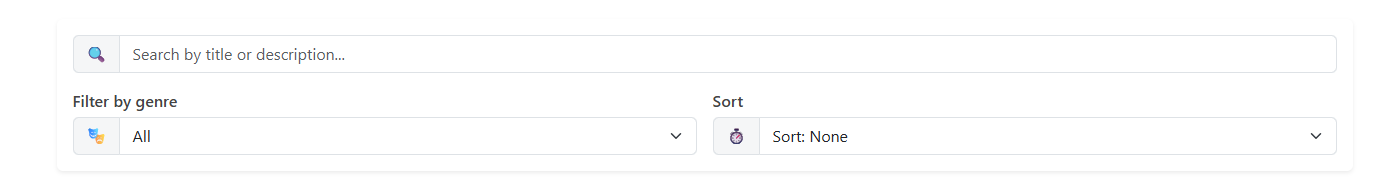 Search by title or description...
Filter by genre
Sort
All
Sort: None